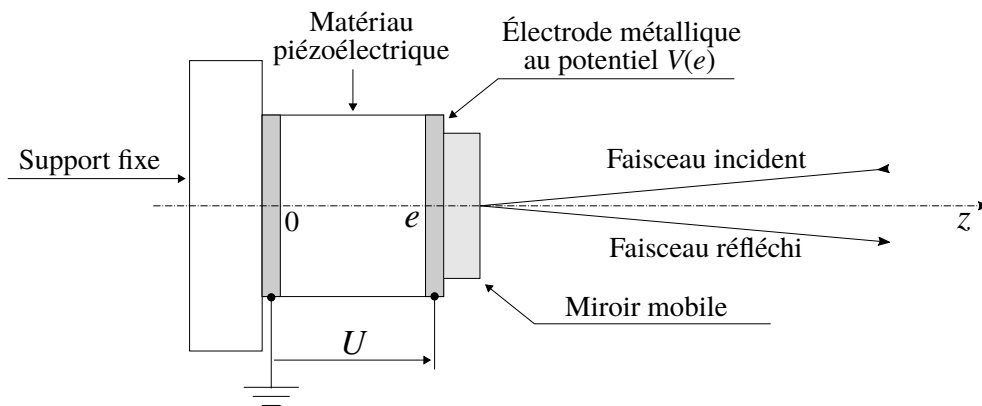 Matériau
piézoélectrique
Électrode métallique
au potentiel V(e)
Support fixe
Faisceau incident
0
e
z
Faisceau réfléchi
Miroir mobile
U